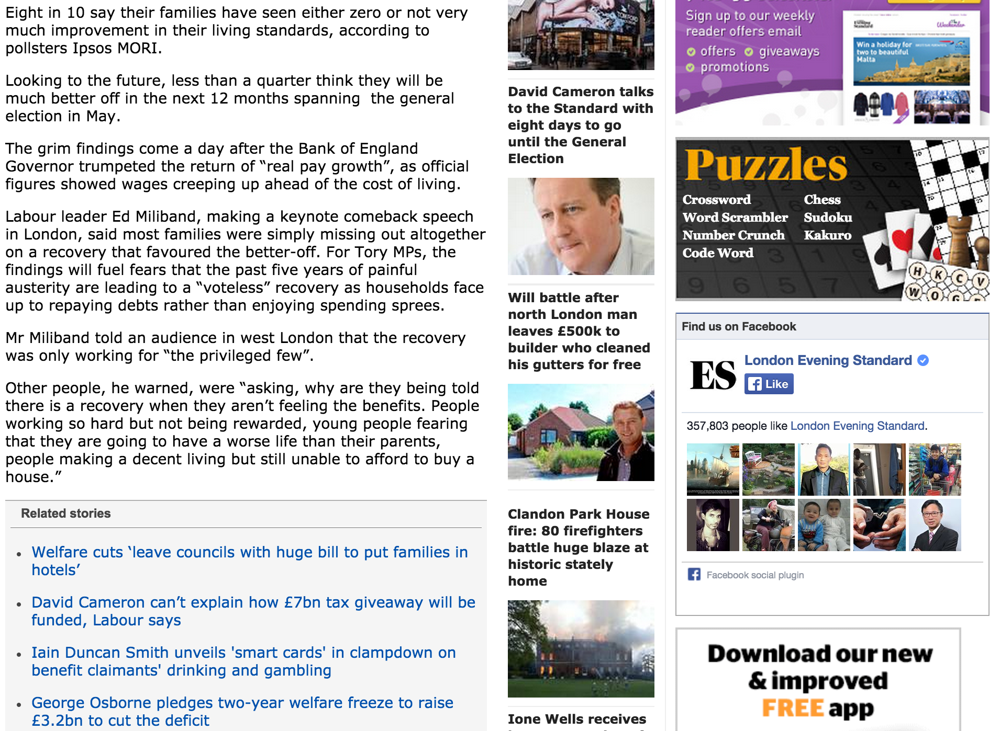 Eight in 10 say their families have seen either zero or not very
much improvement in their living standards, according to
pollsters Ipsos MORI.
Looking to the future, less than a quarter think they will be
much better off in the next 12 months spanning  the general
election in May.
The grim findings come a day after the Bank of England
Governor trumpeted the return of “real pay growth”, as official
figures showed wages creeping up ahead of the cost of living.
Labour leader Ed Miliband, making a keynote comeback speech
in London, said most families were simply missing out altogether
on a recovery that favoured the better-off. For Tory MPs, the
findings will fuel fears that the past five years of painful
austerity are leading to a “voteless” recovery as households face
up to repaying debts rather than enjoying spending sprees.
Mr Miliband told an audience in west London that the recovery
was only working for “the privileged few”.
Other people, he warned, were “asking, why are they being told
there is a recovery when they aren’t feeling the benefits. People
working so hard but not being rewarded, young people fearing
that they are going to have a worse life than their parents,
people making a decent living but still unable to afford to buy a
house.”
Related stories
• Welfare cuts ‘leave councils with huge bill to put families in
hotels’
• David Cameron can’t explain how £7bn tax giveaway will be
funded, Labour says
• Iain Duncan Smith unveils 'smart cards' in clampdown on
benefit claimants' drinking and gambling
• George Osborne pledges two-year welfare freeze to raise
£3.2bn to cut the deficit
TOM FORD
David Cameron talks
to the Standard with
eight days to go
until the General
Election
Will battle after
north London man
leaves £500k to
builder who cleaned
his gutters for free
Clandon Park House
fire: 80 firefighters
battle huge blaze at
historic stately
home
Ione Wells receives
Sign up to our weekly
reader offers email
offers giveaways
promotions
Evening
Standard
The
Weekender
Win a holiday for
two to beautiful
Malta
Puzzles
Crossword
Word Scrambler
Number Crunch
Code Word
Chess
Sudoku
Kakuro
9 6 5 7
H K C V
W O G E
Find us on Facebook
ES
London Evening Standard
Like
357,803 people like London Evening Standard.
Facebook social plugin
Download our new
& improved
FREE app